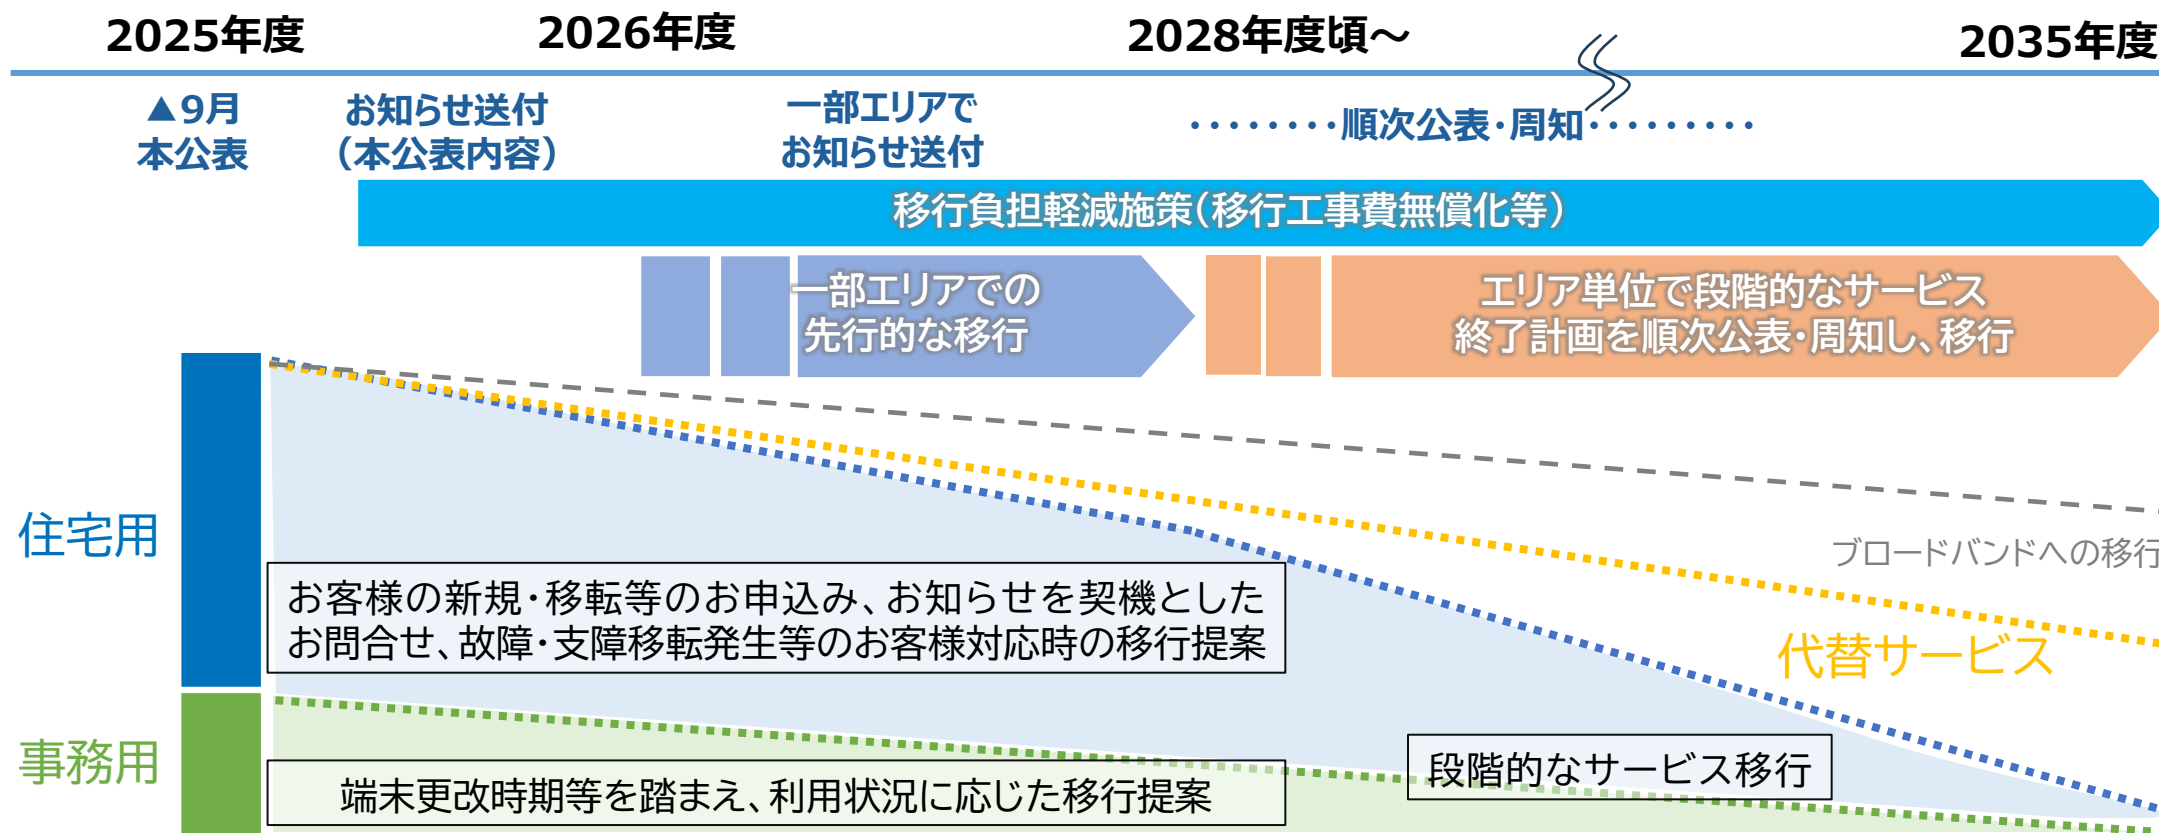 2025年度
2026年度
2028年度頃～
2035年度
▲9月
本公表
お知らせ送付
（本公表内容）
一部エリアで
お知らせ送付
‥‥‥‥順次公表・周知‥‥‥‥・
移行負担軽減施策（移行工事費無償化等）
一部エリアでの
先行的な移行
エリア単位で段階的なサービス
終了計画を順次公表・周知し、移行
住宅用
ブロードバンドへの移行
お客様の新規・移転等のお申込み、お知らせを契機とした
お問合せ、故障・支障移転発生等のお客様対応時の移行提案
代替サービス
事務用
段階的なサービス移行
端末更改時期等を踏まえ、利用状況に応じた移行提案